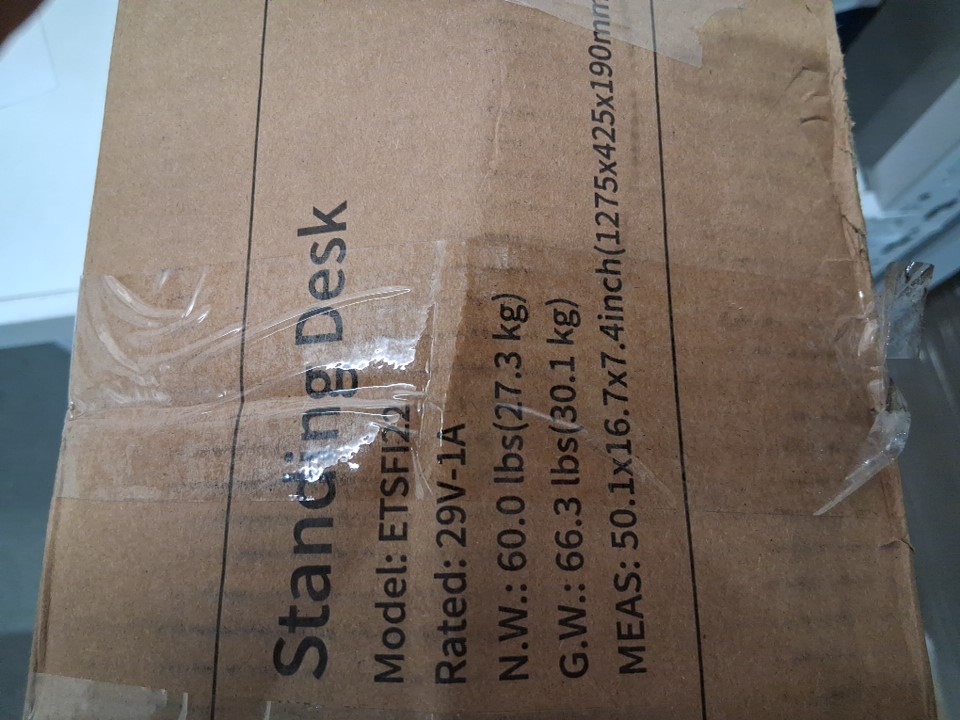 Standing Desk
Model: ETSFI22
Rated: 29V-1A
N.W.: 60.0 lbs(27.3 kg)
G.W.: 66.3 lbs(30.1 kg)
MEAS: 50.1x16.7x7.4inch(1275x425x190mm